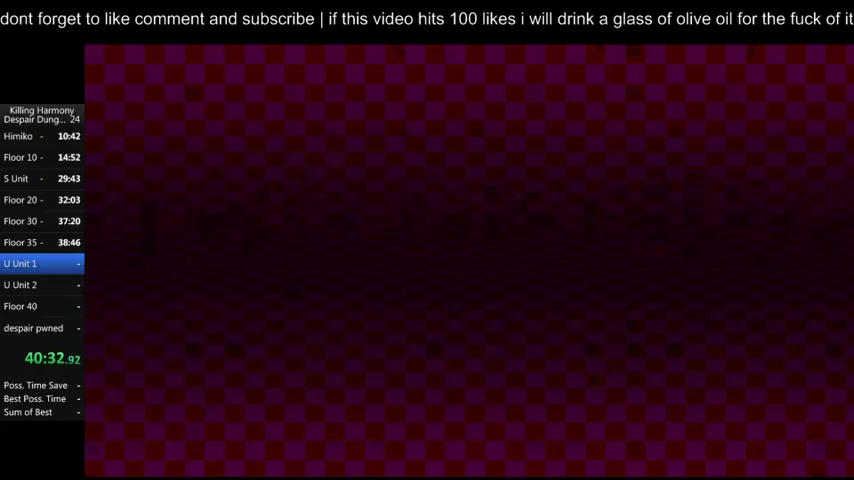 dont forget to like comment and subscribe | if this video hits 100 likes i will drink a glass of olive oil for the fuck of it
Killing Harmony
Despair Dung... 24
Himiko - 10:42
Floor 10 - 14:52
S Unit - 29:43
Floor 20 - 32:03
Floor 30 - 37:20
Floor 35 - 38:46
U Unit 1 -
U Unit 2 -
Floor 40 -
despair pwned -
40:32.92
Poss. Time Save -
Best Poss. Time -
Sum of Best -